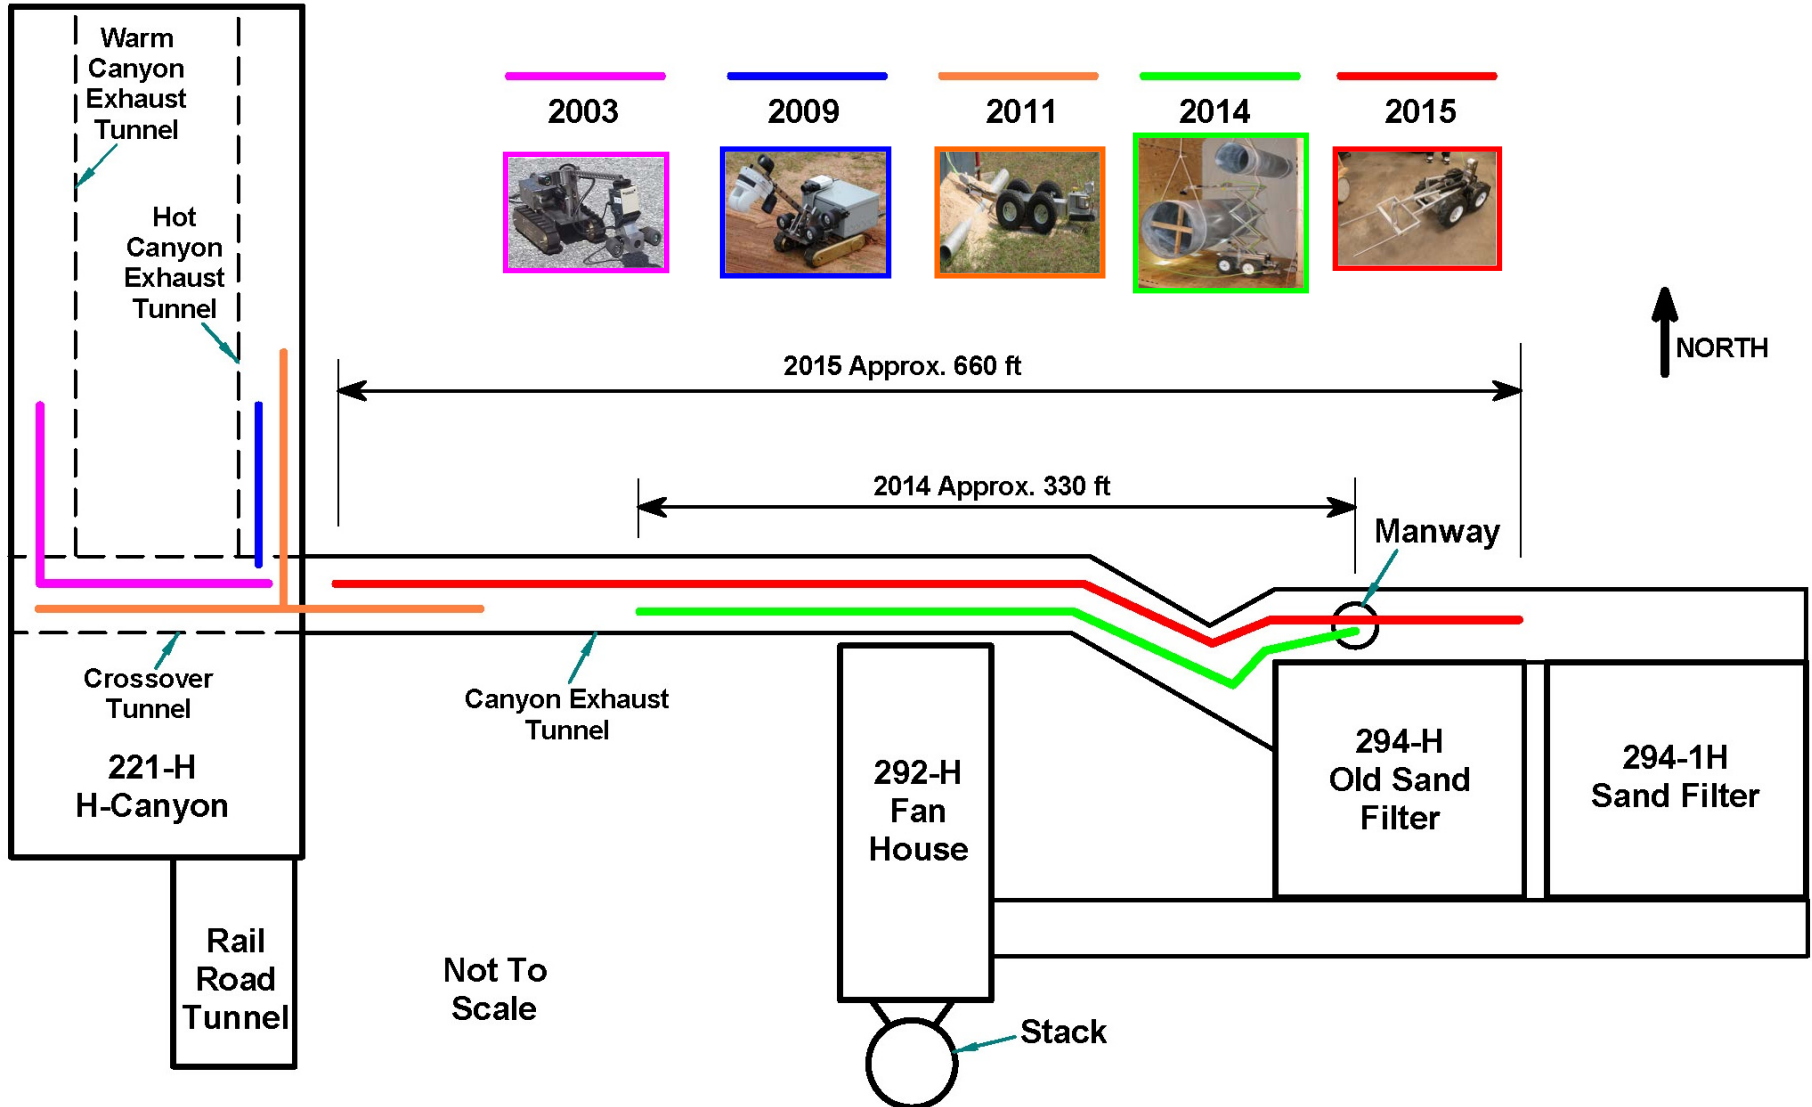 Warm
Canyon
Exhaust
Tunnel
2003
2009
2011
2014
2015
Hot
Canyon
Exhaust
Tunnel
NORTH
2015 Approx. 660 ft
2014 Approx. 330 ft
Manway
Crossover
Tunnel
Canyon Exhaust
Tunnel
221-H
H-Canyon
292-H
Fan
House
294-H
Old Sand
Filter
294-1H
Sand Filter
Rail
Road
Tunnel
Not To
Scale
Stack